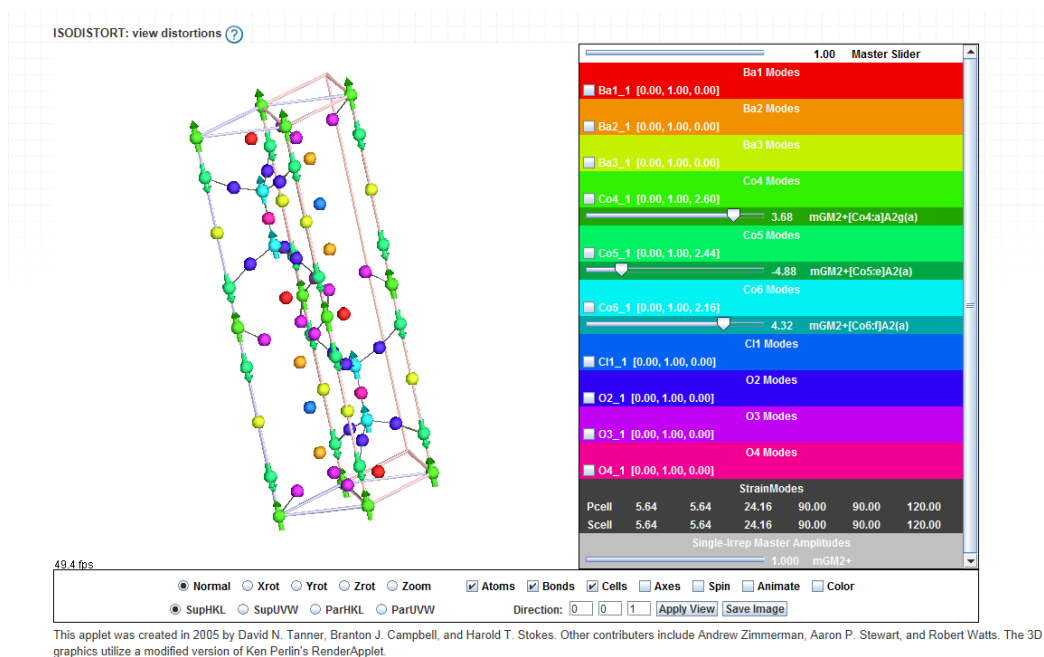 ISODISTORT: view distortions ?
1.00 Master Slider
Ba1 Modes
Ba1_1 [0.00, 1.00, 0.00]
Ba2 Modes
Ba2_1 [0.00, 1.00, 0.00]
Ba3 Modes
Ba3_1 [0.00, 1.00, 0.00]
Co4 Modes
Co4_1 [0.00, 1.00, 2.60]
3.68 mGM2+[Co4:a]A2g(a)
Co5 Modes
Co5_1 [0.00, 1.00, 2.44]
-4.88 mGM2+[Co5:e]A2(a)
Co6 Modes
Co6_1 [0.00, 1.00, 2.16]
4.32 mGM2+[Co6:f]A2(a)
Cl1 Modes
Cl1_1 [0.00, 1.00, 0.00]
O2 Modes
O2_1 [0.00, 1.00, 0.00]
O3 Modes
O3_1 [0.00, 1.00, 0.00]
O4 Modes
O4_1 [0.00, 1.00, 0.00]
StrainModes
Pcell 5.64 5.64 24.16 90.00 90.00 120.00
Scell 5.64 5.64 24.16 90.00 90.00 120.00
Single-Irrep Master Amplitudes
1.000 mGM2+
49.4 fps
Normal Xrot Yrot Zrot Zoom Atoms Bonds Cells Axes Spin Animate Color
SupHKL SupUVW ParHKL ParUVW Direction: 0 0 1 Apply View Save Image
This applet was created in 2005 by David N. Tanner, Branton J. Campbell, and Harold T. Stokes. Other contributers include Andrew Zimmerman, Aaron P. Stewart, and Robert Watts. The 3D
graphics utilize a modified version of Ken Perlin's RenderApplet.